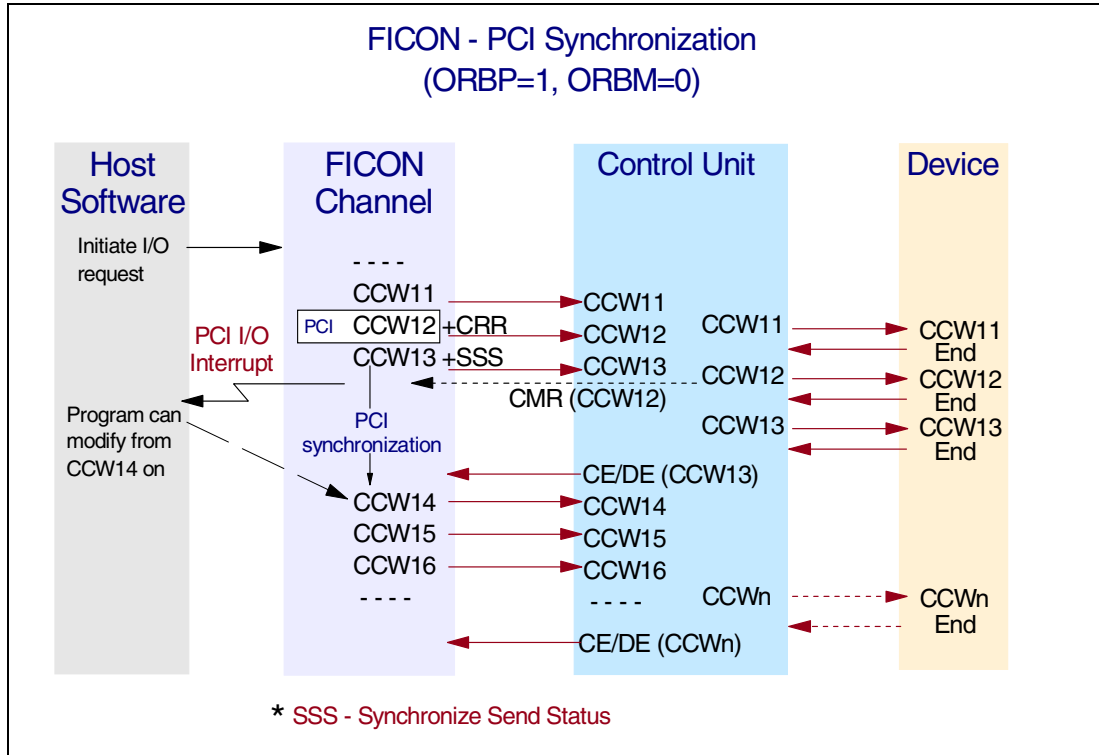 FICON - PCI Synchronization
(ORBP=1, ORBM=0)
Host
Software
FICON
Channel
Control Unit
Device
Initiate I/O
request
- - - -
CCW11
CCW11
CCW11
CCW11
End
PCI
CCW12 +CRR
CCW12
CCW12
CCW12
End
CCW13 +SSS
CCW13
CCW13
CCW13
End
PCI I/O
Interrupt
CMR (CCW12)
Program can
modify from
CCW14 on
PCI
synchronization
CE/DE (CCW13)
CCW14
CCW14
CCW15
CCW15
CCW16
CCW16
- - - -
- - - -
CCWn
CCWn
End
CE/DE (CCWn)
* SSS - Synchronize Send Status